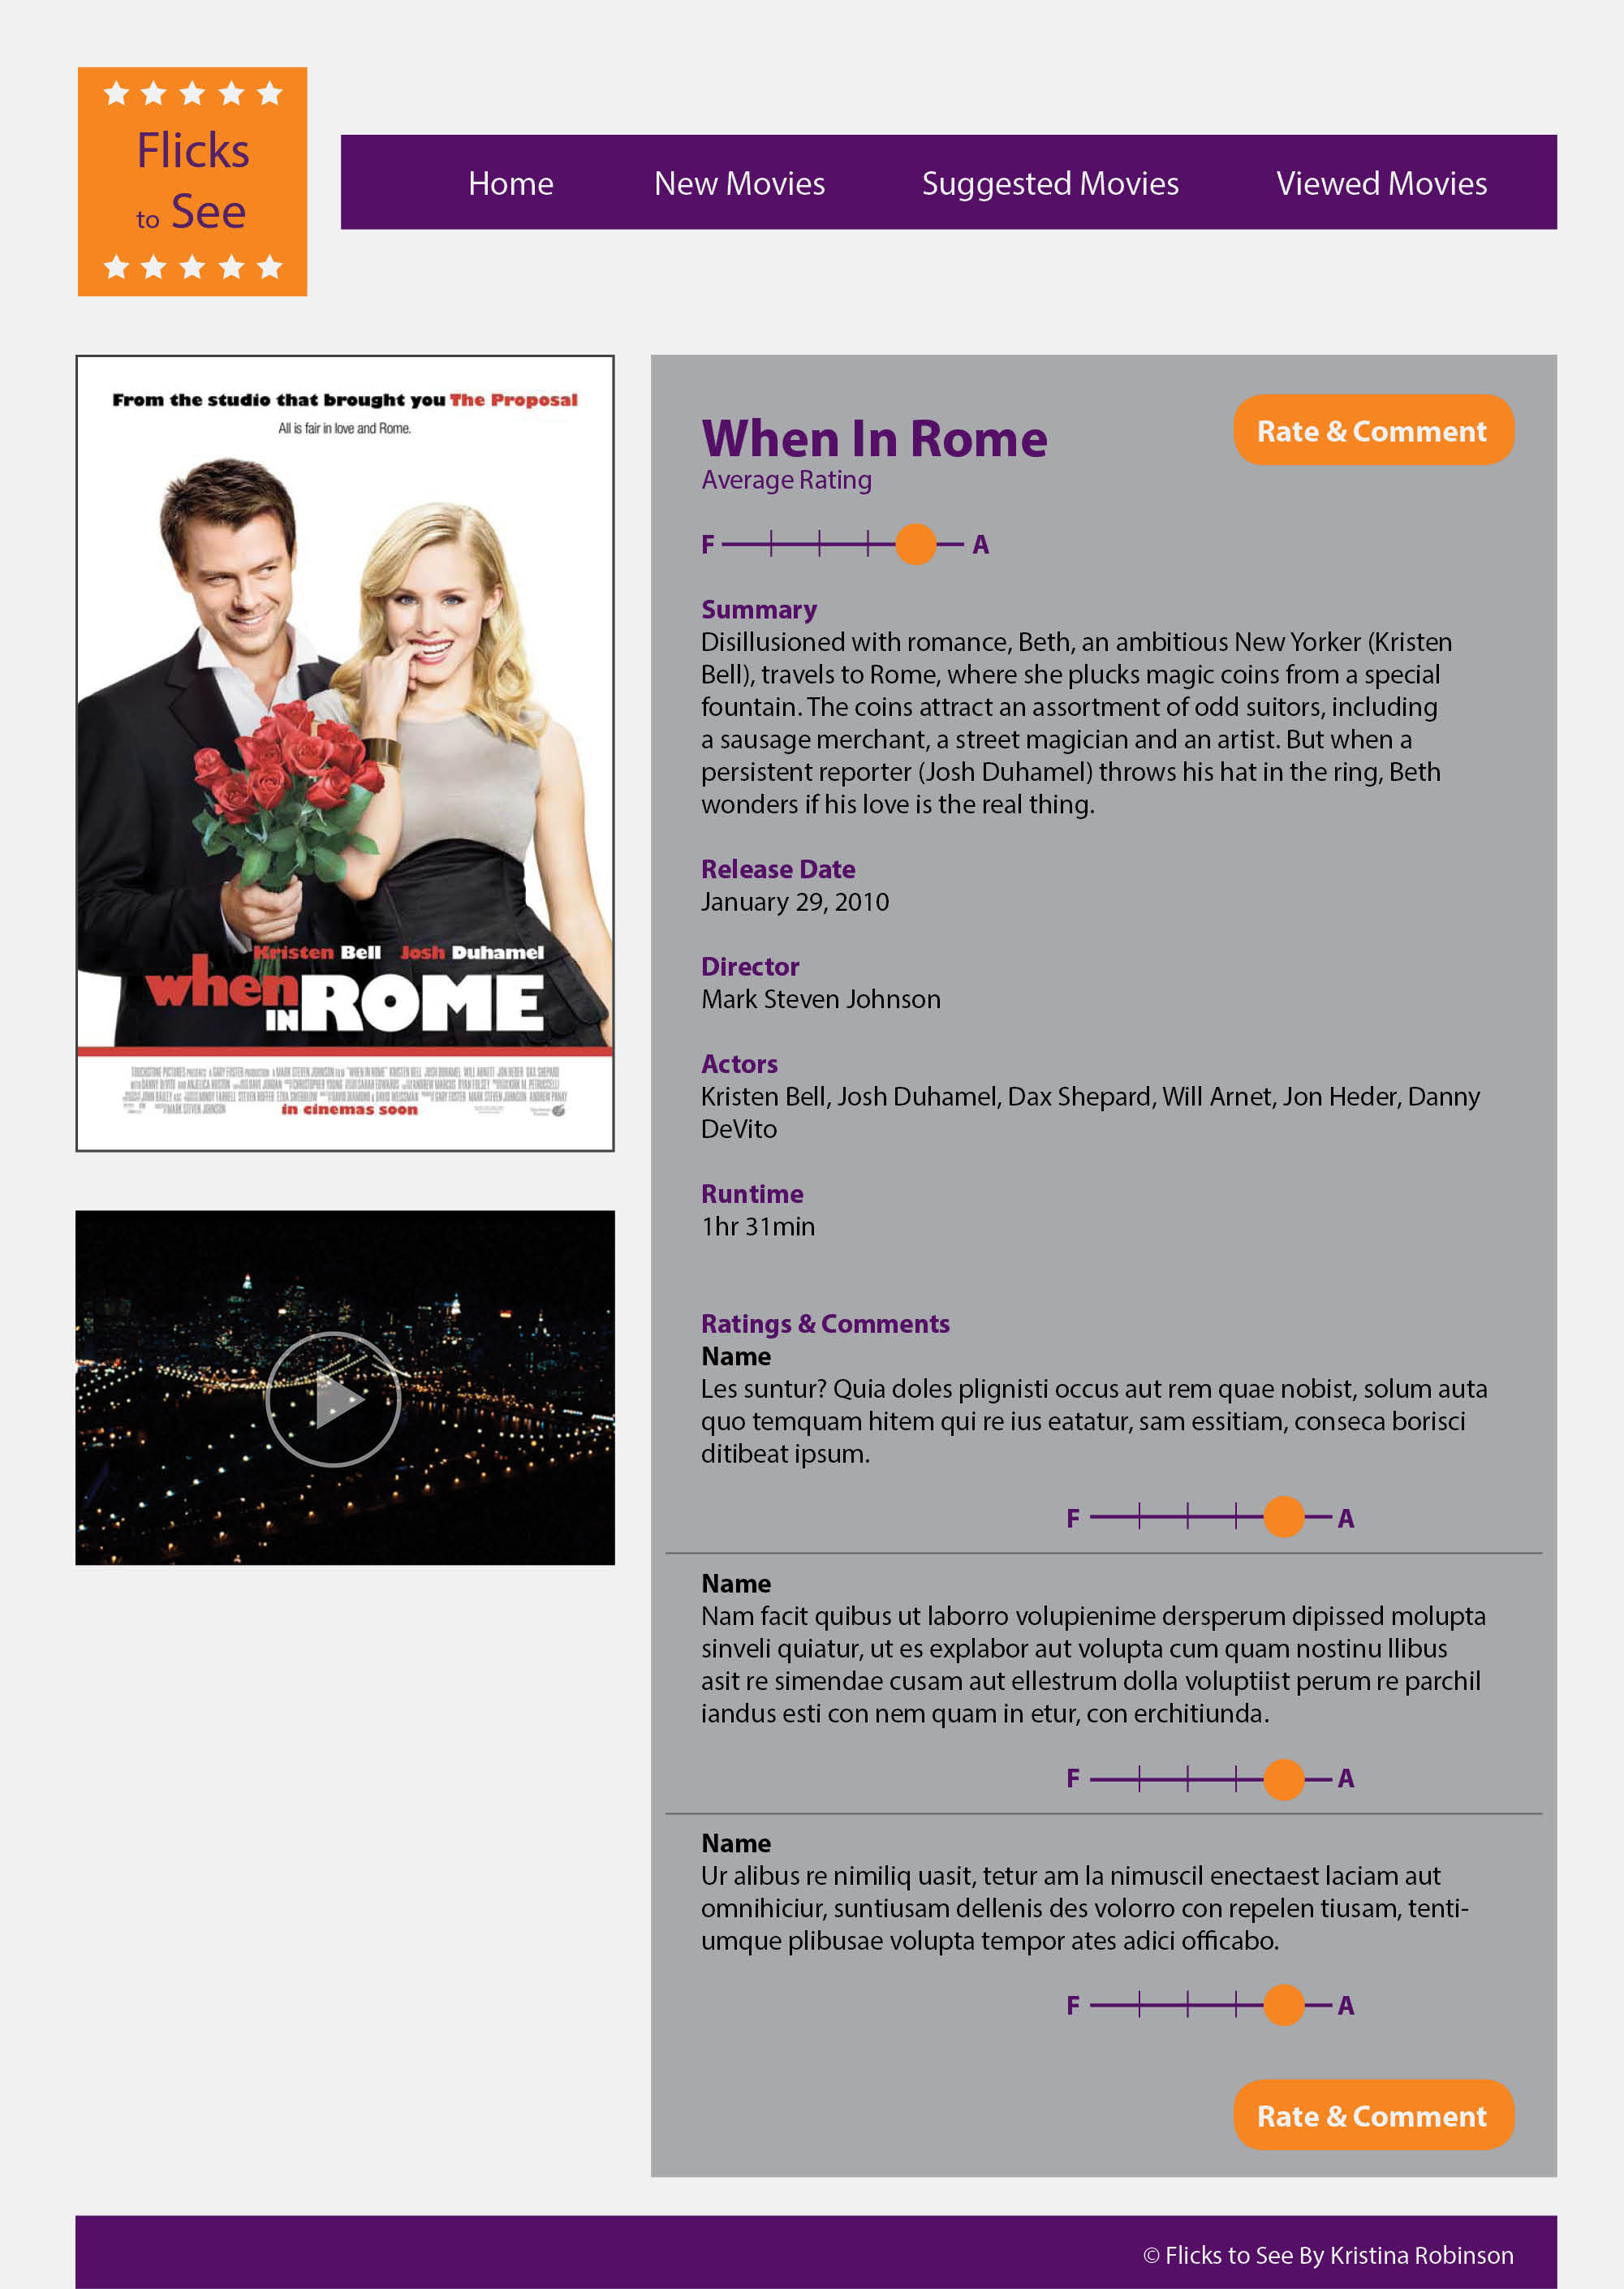 Flicks
to See
Home New Movies Suggested Movies Viewed Movies
From the studio that brought you The Proposal
All is fair in love and Rome.
Kristen Bell Josh Duhamel
when
IN ROME
in cinemas soon
When In Rome
Rate & Comment
Average Rating
F A
Summary
Disillusioned with romance, Beth, an ambitious New Yorker (Kristen
Bell), travels to Rome, where she plucks magic coins from a special
fountain. The coins attract an assortment of odd suitors, including
a sausage merchant, a street magician and an artist. But when a
persistent reporter (Josh Duhamel) throws his hat in the ring, Beth
wonders if his love is the real thing.
Release Date
January 29, 2010
Director
Mark Steven Johnson
Actors
Kristen Bell, Josh Duhamel, Dax Shepard, Will Arnet, Jon Heder, Danny
DeVito
Runtime
1hr 31min
Ratings & Comments
Name
Les suntur? Quia doles plignisti occus aut rem quae nobist, solum auta
quo temquam hitem qui re ius eatatur, sam essitiam, conseca borisci
ditibeat ipsum.
F A
Name
Nam facit quibus ut laborro volupienime dersperum dipissed molupta
sinveli quiatur, ut es explabor aut volupta cum quam nostinu llibus
asit re simendae cusam aut ellestrum dolla voluptiist perum re parchil
iandus esti con nem quam in etur, con erchitiunda.
F A
Name
Ur alibus re nimiliq uasit, tetur am la nimuscil enectaest laciam aut
omnihiciur, suntiusam dellenis des volorro con repelen tiusam, tenti-
umque plibusae volupta tempor ates adici officabo.
F A
Rate & Comment
© Flicks to See By Kristina Robinson